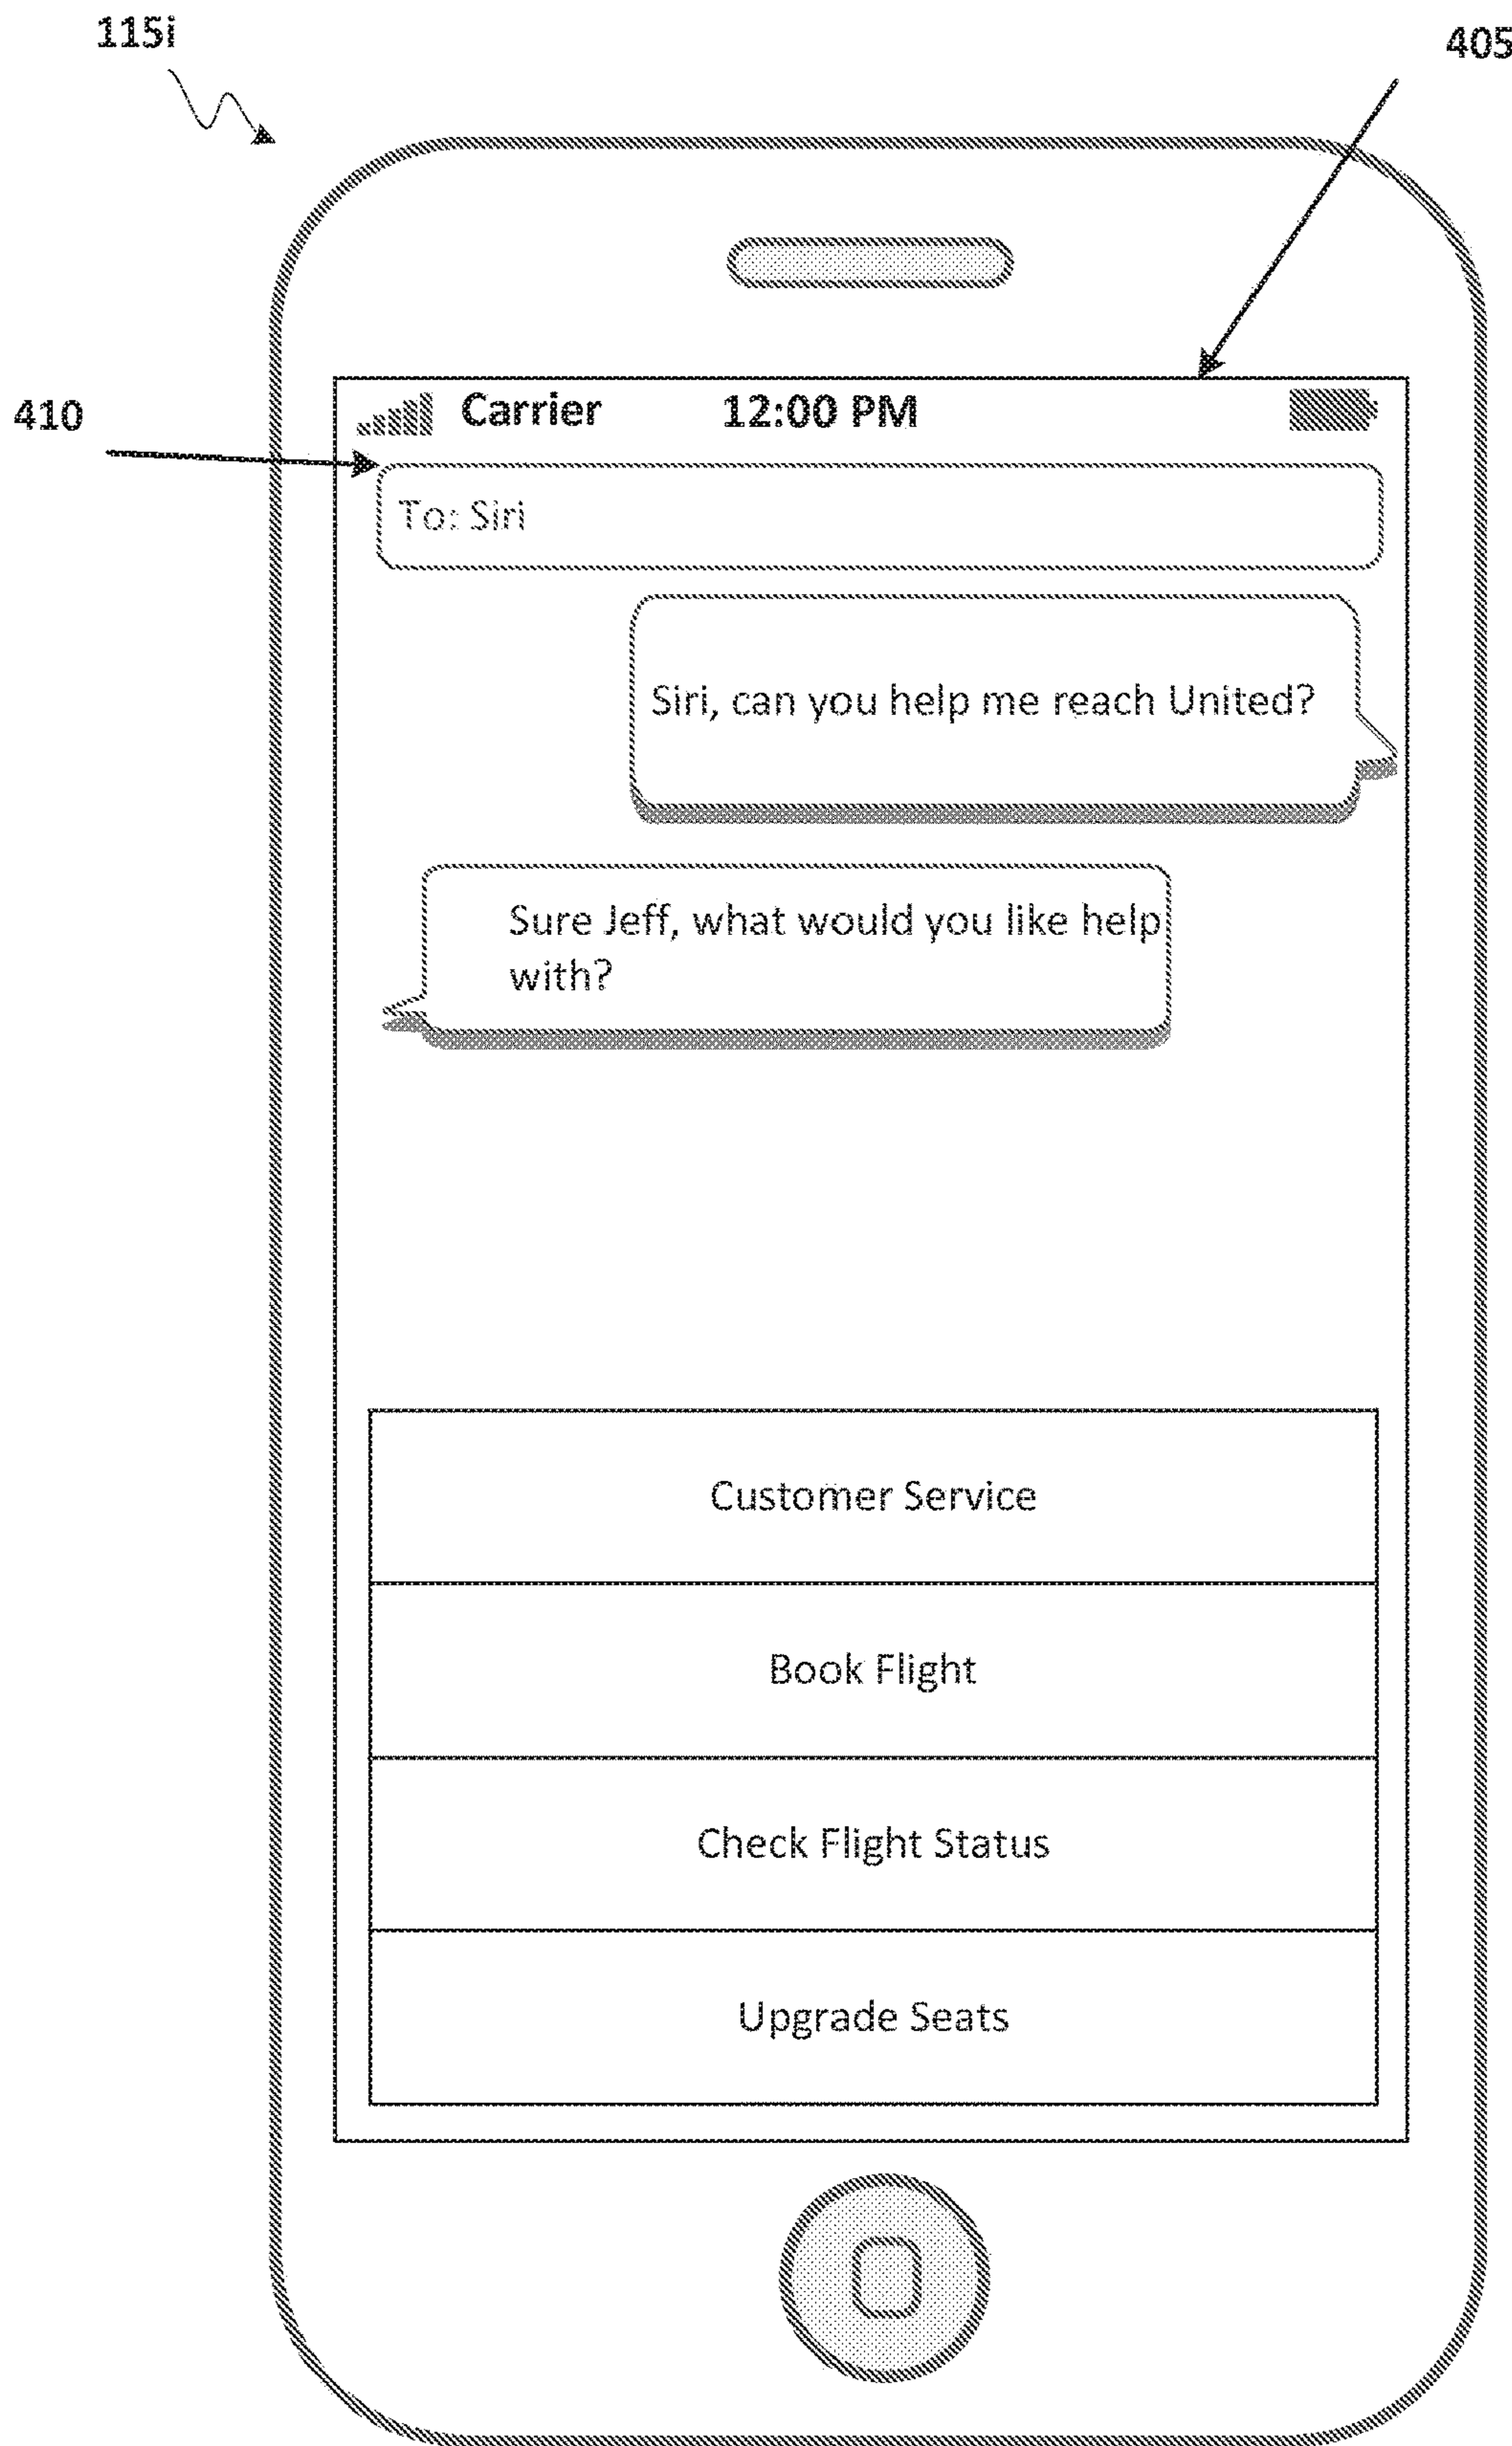 115i
405
410
Carrier 12:00 PM
To: Siri
Siri, can you help me reach United?
Sure Jeff, what would you like help
with?
Customer Service
Book Flight
Check Flight Status
Upgrade Seats